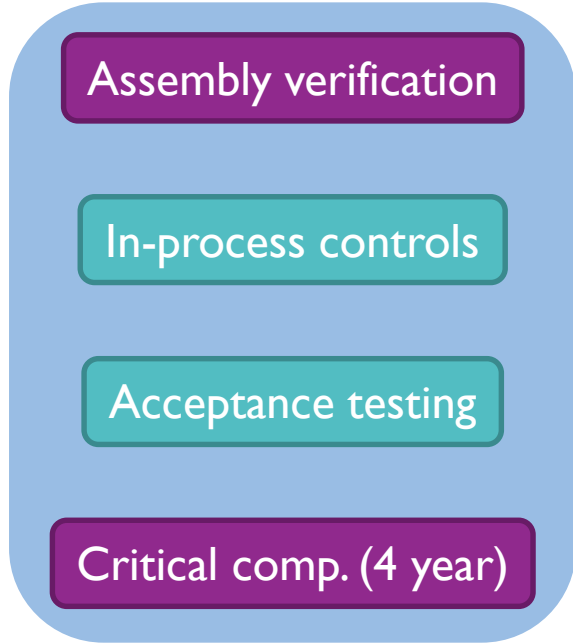 Assembly verification
In-process controls
Acceptance testing
Critical comp. (4 year)